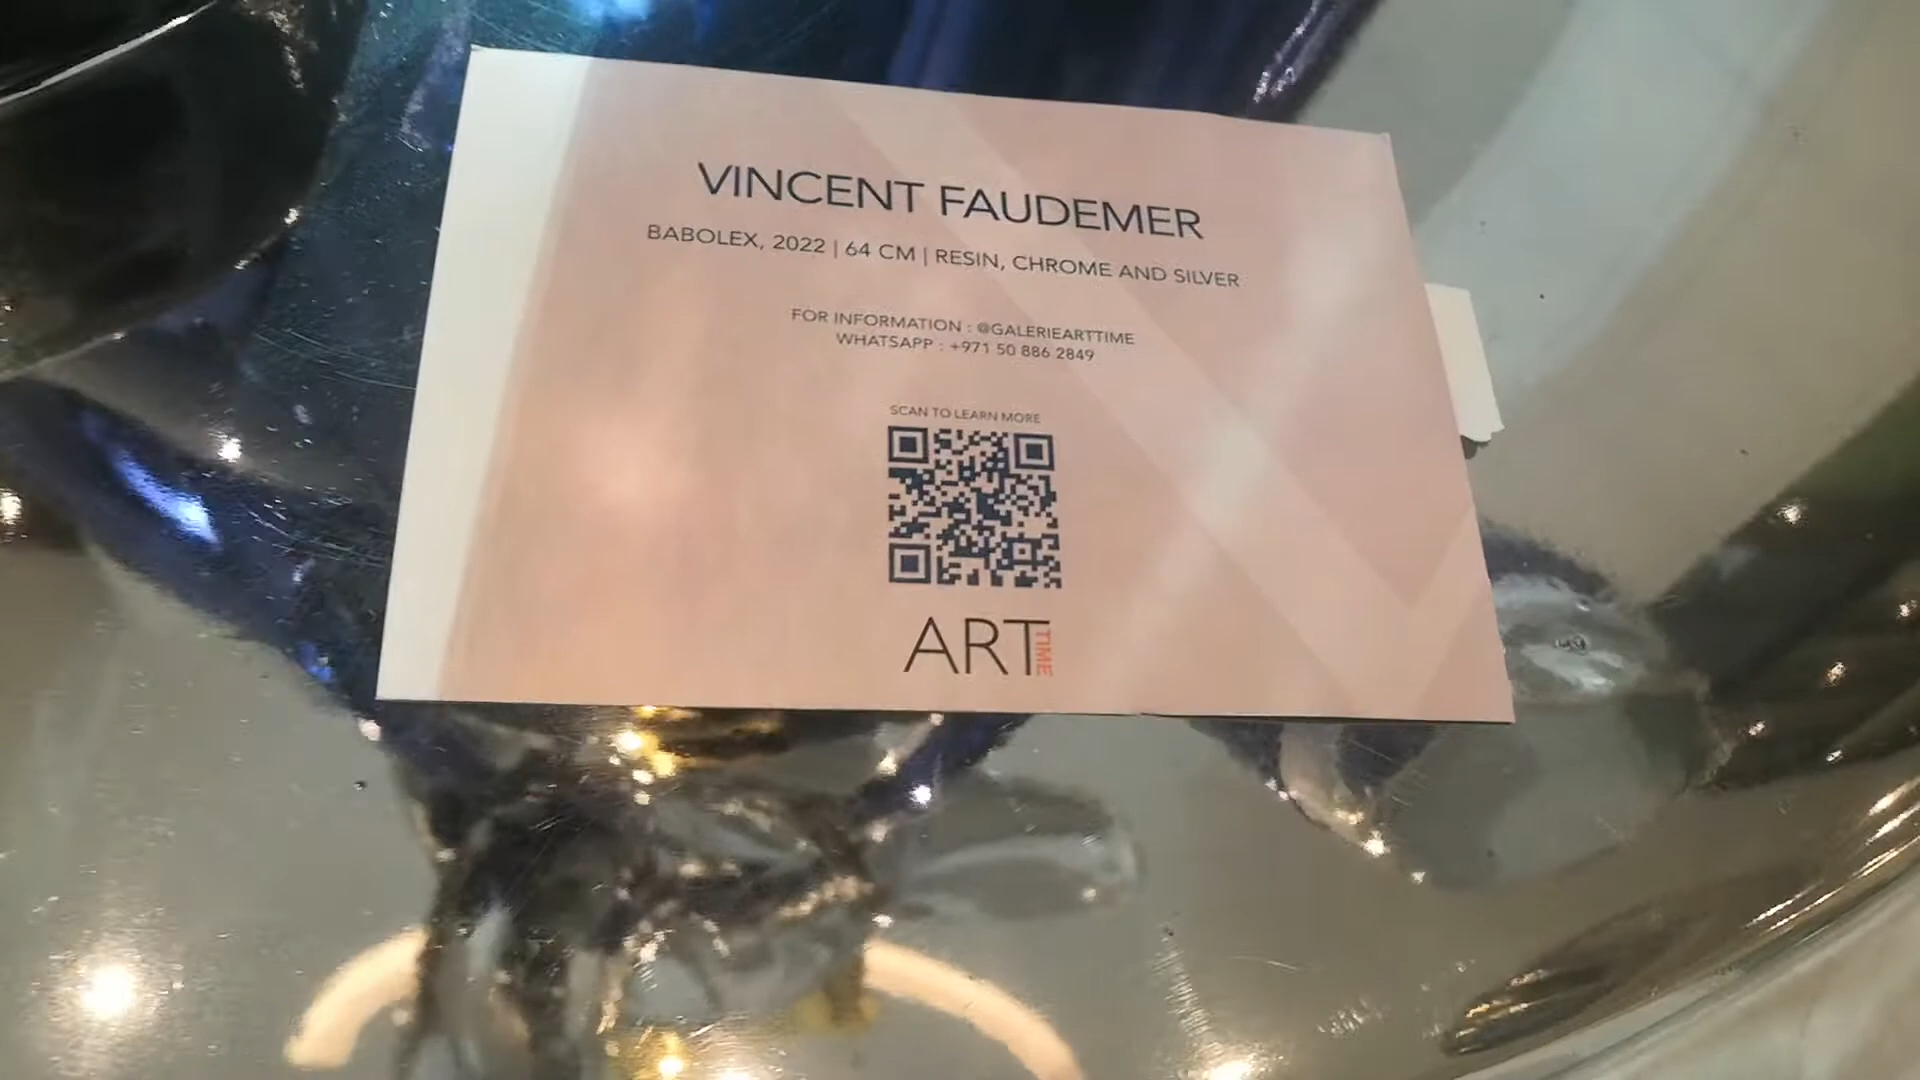 VINCENT FAUDEMER
BABOLEX, 2022 | 64 CM | RESIN, CHROME AND SILVER
FOR INFORMATION : @GALERIEARTTIME
WHATSAPP : +971 50 886 2849
SCAN TO LEARN MORE
ART TIME